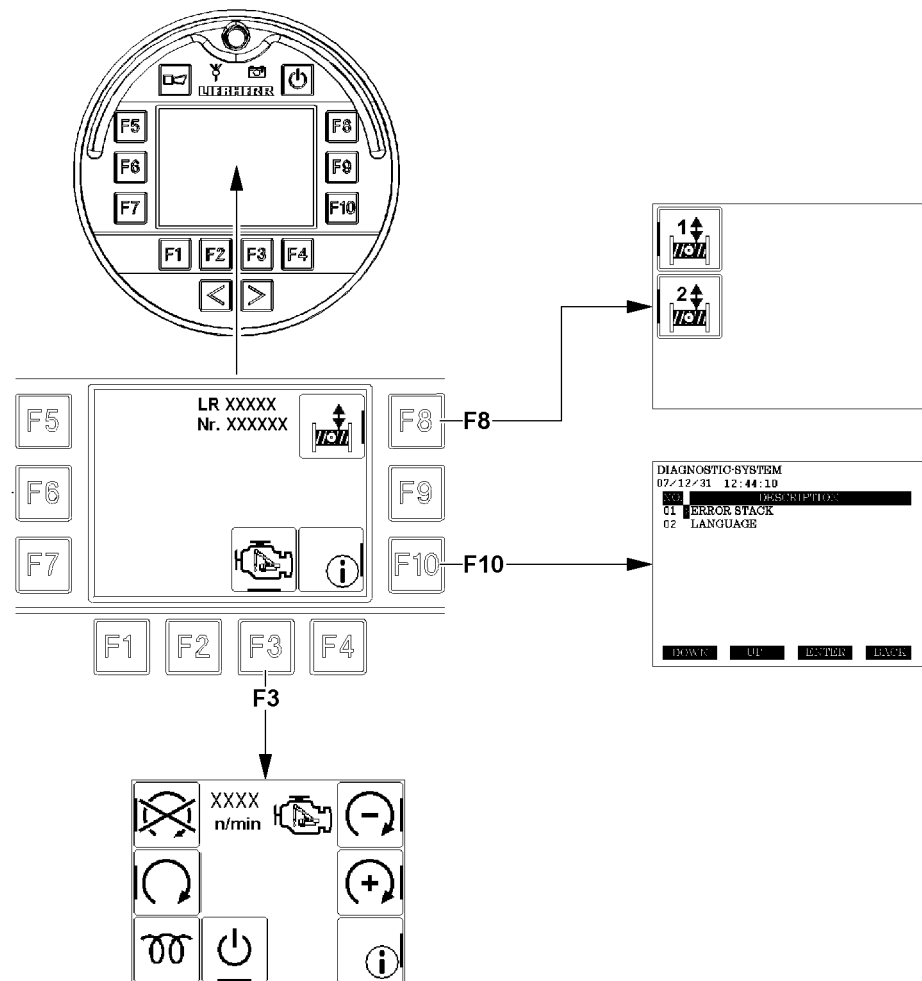 LIEBHERR
F5
F8
F6
F9
F7
F10
F1 F2 F3 F4
< >
1
2
LR XXXXX
Nr. XXXXXX
F5
F8
F8
F6
F9
F7
F10
F10
F1 F2 F3 F4
F3
DIAGNOSTIC-SYSTEM
07/12/31 12:44:10
NO. DESCRIPTION
01 ERROR STACK
02 LANGUAGE
DOWN UP ENTER BACK
XXXX
n/min
-
+
i